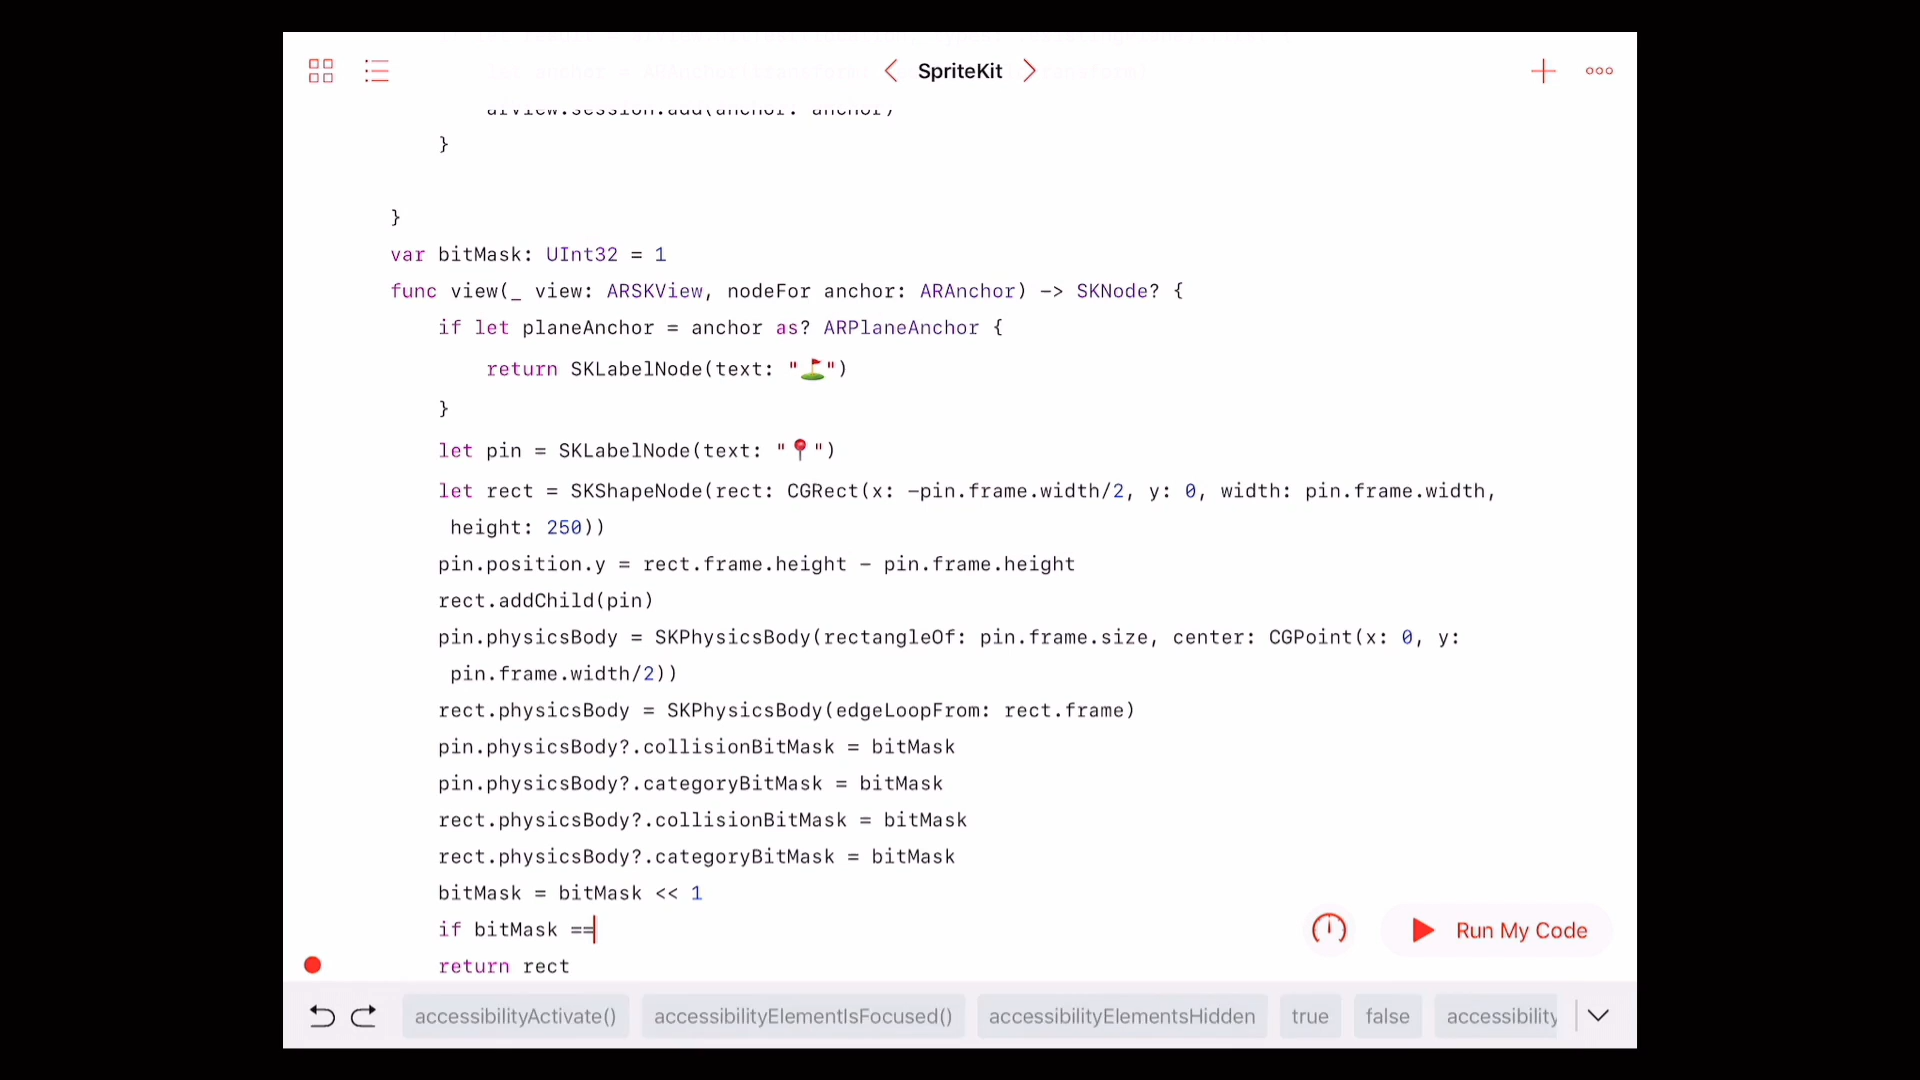 SpriteKit
arView.session.add(anchor: anchor)
}
}
var bitMask: UInt32 = 1
func view(_ view: ARSKView, nodeFor anchor: ARAnchor) -> SKNode? {
if let planeAnchor = anchor as? ARPlaneAnchor {
return SKLabelNode(text: "⛳️")
}
let pin = SKLabelNode(text: "📍")
let rect = SKShapeNode(rect: CGRect(x: -pin.frame.width/2, y: 0, width: pin.frame.width,
height: 250))
pin.position.y = rect.frame.height - pin.frame.height
rect.addChild(pin)
pin.physicsBody = SKPhysicsBody(rectangleOf: pin.frame.size, center: CGPoint(x: 0, y:
pin.frame.width/2))
rect.physicsBody = SKPhysicsBody(edgeLoopFrom: rect.frame)
pin.physicsBody?.collisionBitMask = bitMask
pin.physicsBody?.categoryBitMask = bitMask
rect.physicsBody?.collisionBitMask = bitMask
rect.physicsBody?.categoryBitMask = bitMask
bitMask = bitMask << 1
if bitMask ==
Run My Code
return rect
accessibilityActivate() accessibilityElementIsFocused() accessibilityElementsHidden true false accessibility